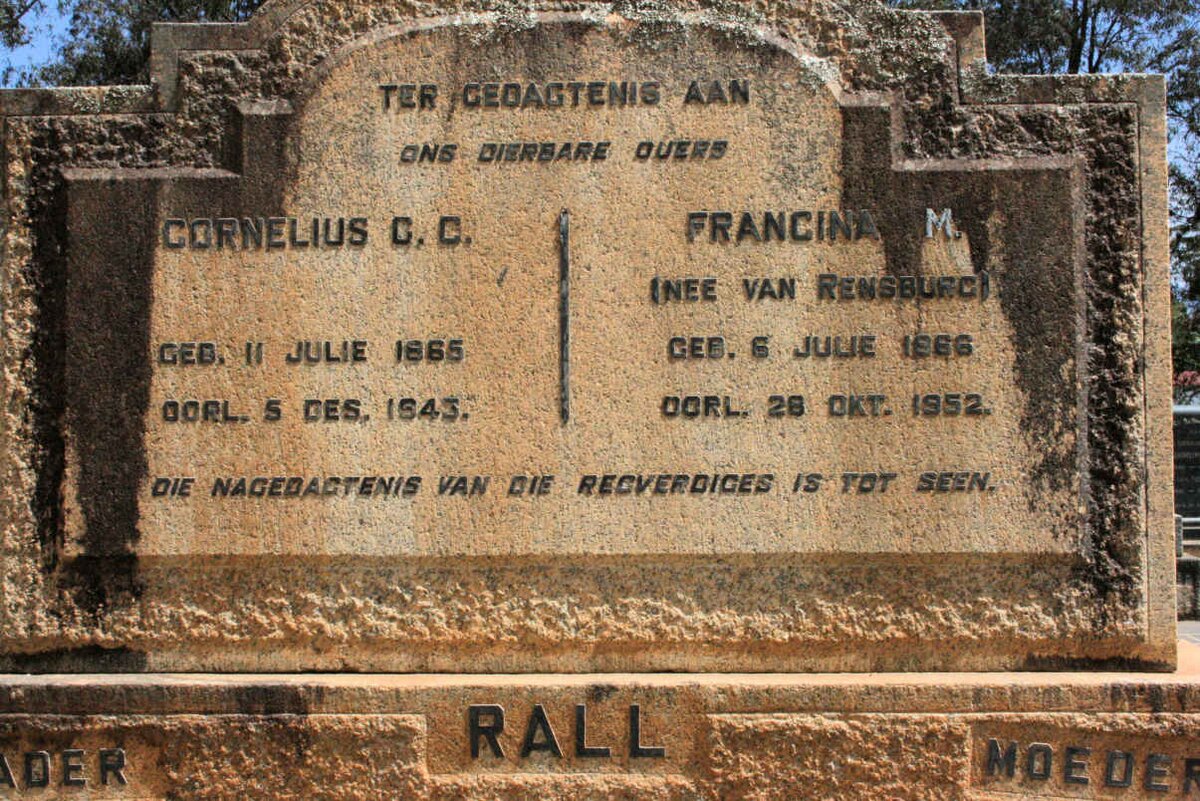 TER GEDAGTENIS AAN
ONS DIERBARE OUERS
CORNELIUS C. C.
GEB. 11 JULIE 1865
OORL. 5 DES. 1943.
FRANCINA M.
(NEE VAN RENSBURG)
GEB. 6 JULIE 1866
OORL. 28 OKT. 1952.
DIE NAGEDAGTENIS VAN DIE REGVERDIGES IS TOT SEEN.
RALL
ADER
MOEDER